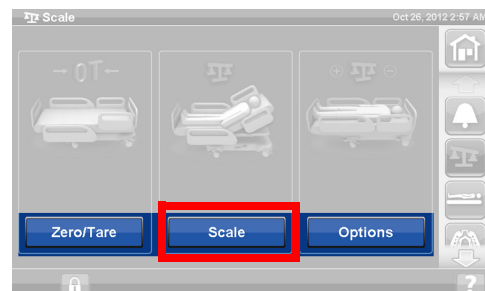 Scale
Oct 26, 2012 2:57 AM
→0T←
Zero/Tare
Scale
Options
?